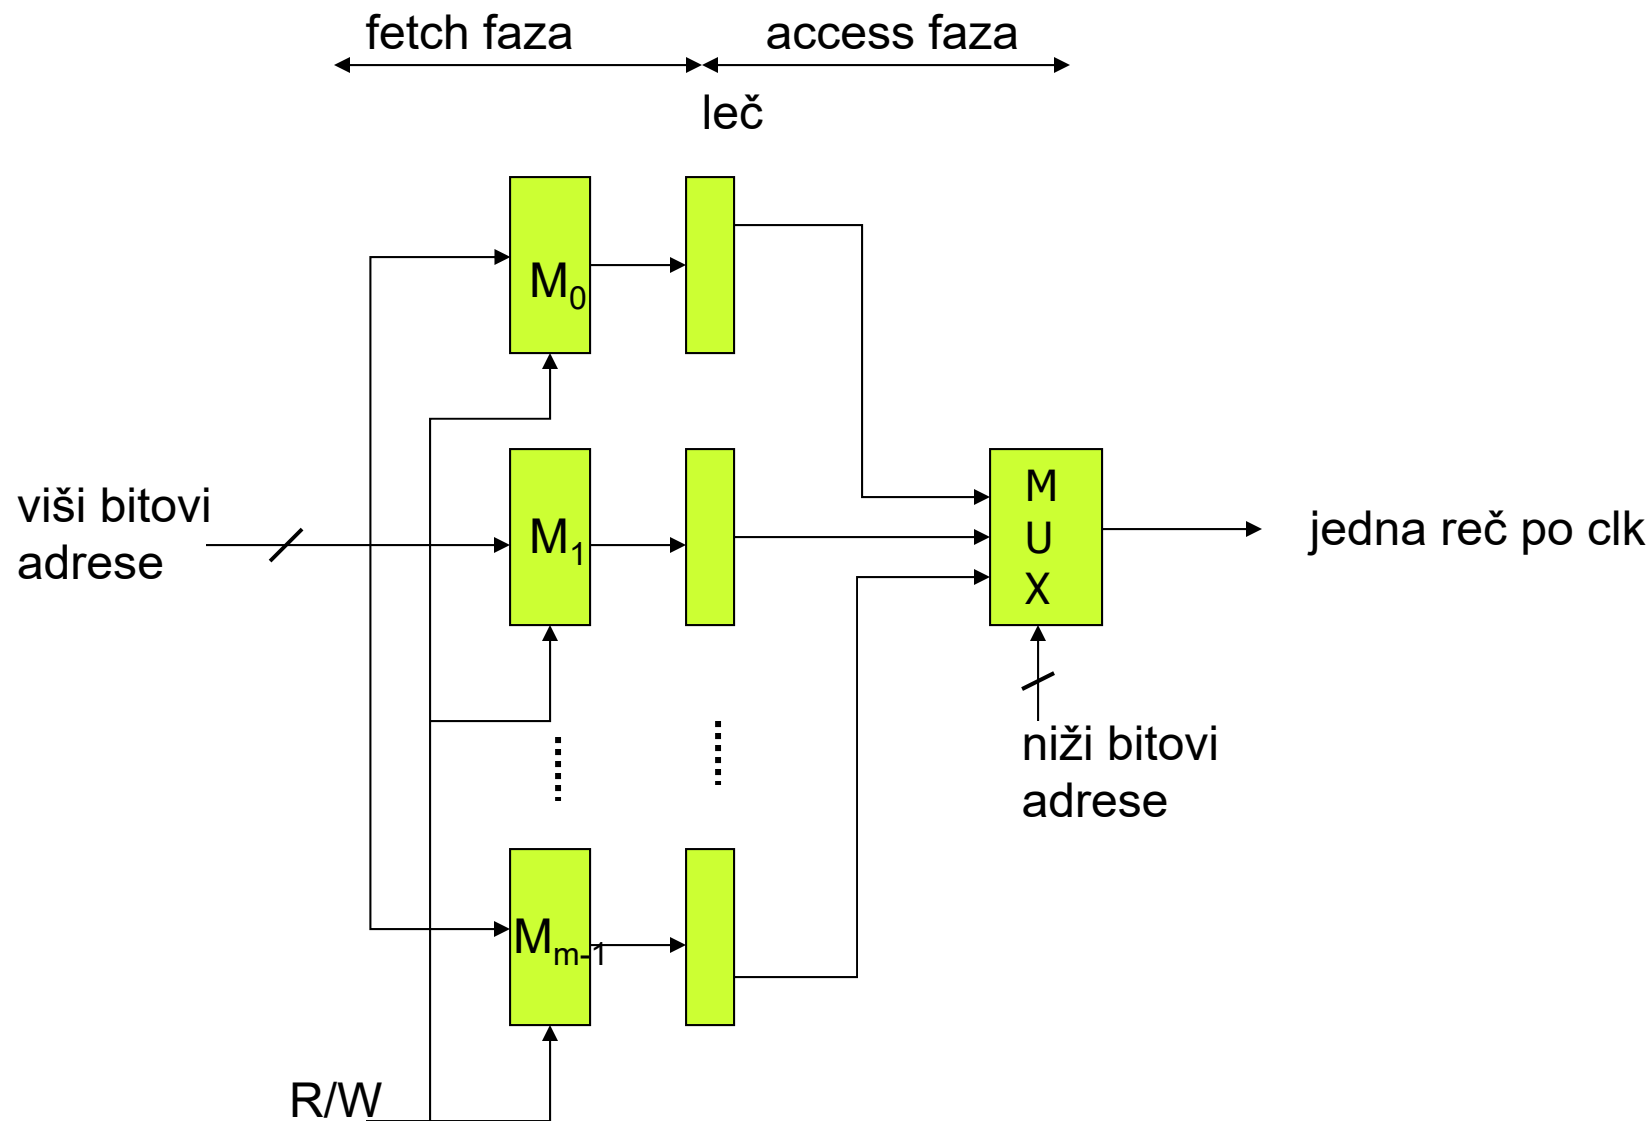 fetch faza
access faza
leč
M₀
viši bitovi
adrese
M₁
M
U
X
jedna reč po clk
niži bitovi
adrese
Mₘ₋₁
R/W